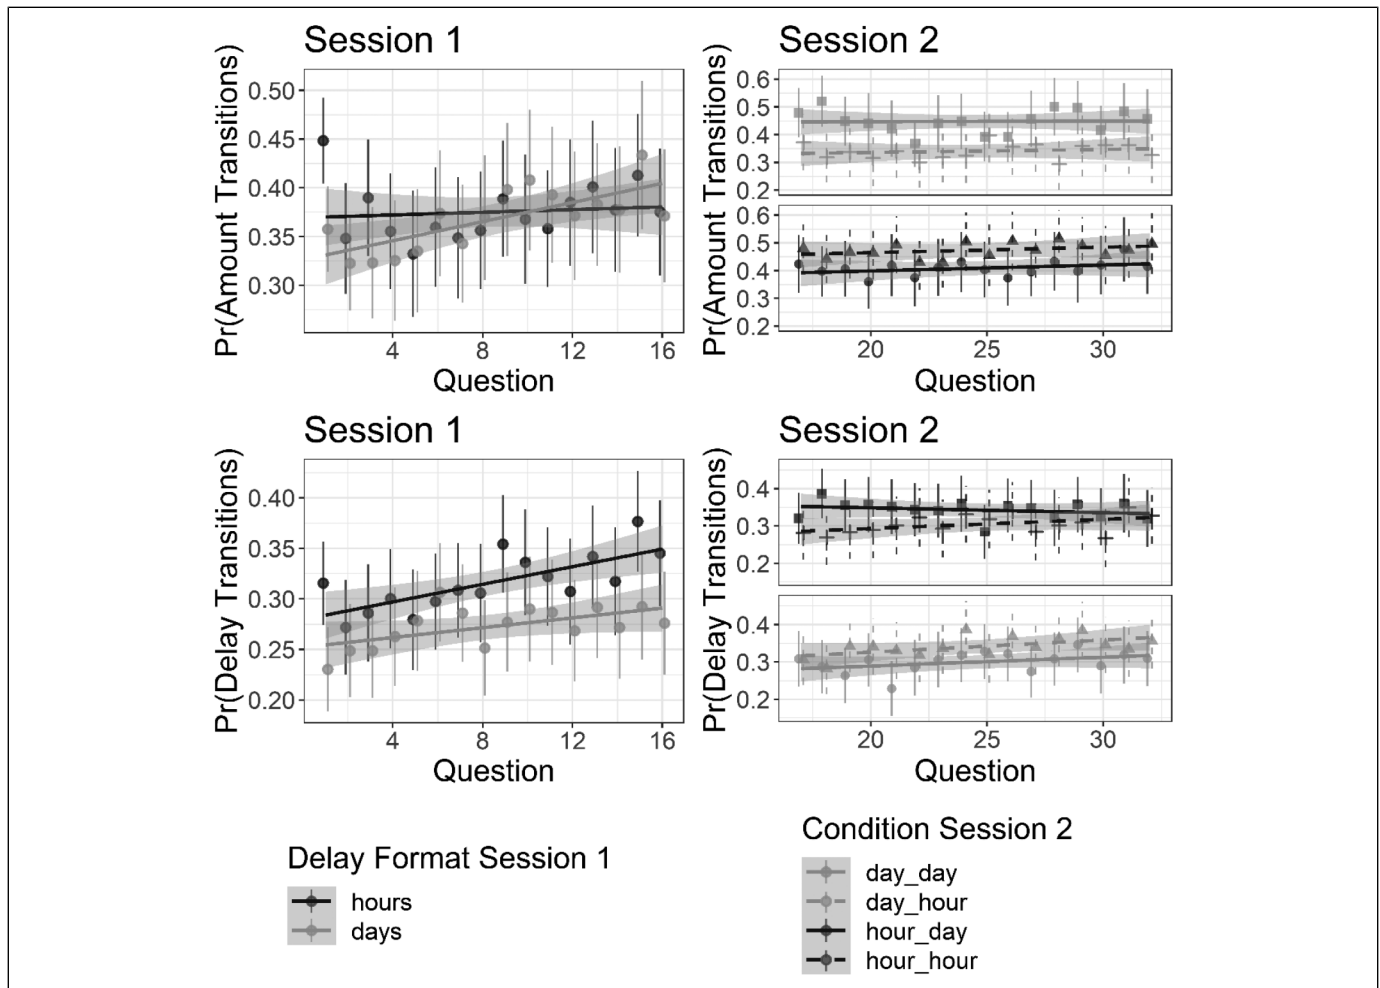 Session 1
Pr(Amount Transitions)
0.50
0.45
0.40
0.35
0.30
4 8 12 16
Question
Session 2
Pr(Amount Transitions)
0.6
0.5
0.4
0.3
0.2
0.6
0.5
0.4
0.3
0.2
20 25 30
Question
Session 1
Pr(Delay Transitions)
0.40
0.35
0.30
0.25
0.20
4 8 12 16
Question
Session 2
Pr(Delay Transitions)
0.4
0.3
0.2
0.4
0.3
0.2
20 25 30
Question
Delay Format Session 1
hours
days
Condition Session 2
day_day
day_hour
hour_day
hour_hour